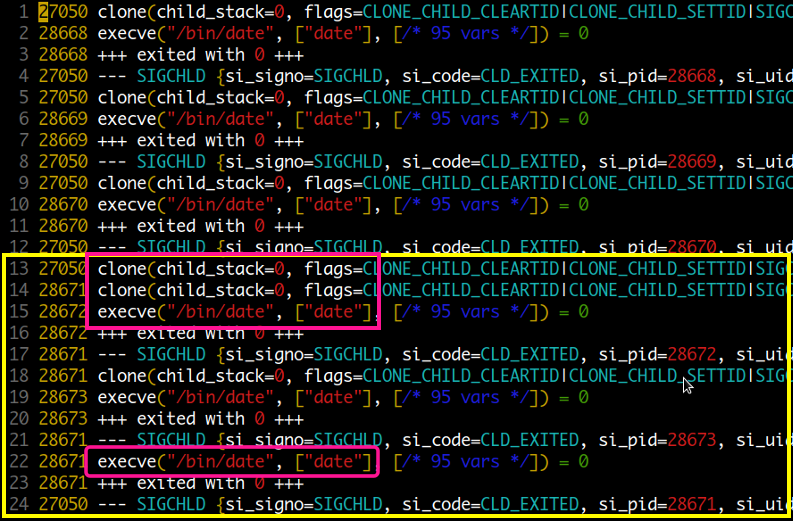 1 27050 clone(child_stack=0, flags=CLONE_CHILD_CLEARTID|CLONE_CHILD_SETTID|SIGC
2 28668 execve("/bin/date", ["date"], [/* 95 vars */]) = 0
3 28668 +++ exited with 0 +++
4 27050 --- SIGCHLD {si_signo=SIGCHLD, si_code=CLD_EXITED, si_pid=28668, si_uid
5 27050 clone(child_stack=0, flags=CLONE_CHILD_CLEARTID|CLONE_CHILD_SETTID|SIGC
6 28669 execve("/bin/date", ["date"], [/* 95 vars */]) = 0
7 28669 +++ exited with 0 +++
8 27050 --- SIGCHLD {si_signo=SIGCHLD, si_code=CLD_EXITED, si_pid=28669, si_uid
9 27050 clone(child_stack=0, flags=CLONE_CHILD_CLEARTID|CLONE_CHILD_SETTID|SIGC
10 28670 execve("/bin/date", ["date"], [/* 95 vars */]) = 0
11 28670 +++ exited with 0 +++
12 27050 --- SIGCHLD {si_signo=SIGCHLD, si_code=CLD_EXITED, si_pid=28670, si_uid
13 27050 clone(child_stack=0, flags=CLONE_CHILD_CLEARTID|CLONE_CHILD_SETTID|SIGC
14 28671 clone(child_stack=0, flags=CLONE_CHILD_CLEARTID|CLONE_CHILD_SETTID|SIGC
15 28672 execve("/bin/date", ["date"], [/* 95 vars */]) = 0
16 28672 +++ exited with 0 +++
17 28671 --- SIGCHLD {si_signo=SIGCHLD, si_code=CLD_EXITED, si_pid=28672, si_uid
18 28671 clone(child_stack=0, flags=CLONE_CHILD_CLEARTID|CLONE_CHILD_SETTID|SIGC
19 28673 execve("/bin/date", ["date"], [/* 95 vars */]) = 0
20 28673 +++ exited with 0 +++
21 28671 --- SIGCHLD {si_signo=SIGCHLD, si_code=CLD_EXITED, si_pid=28673, si_uid
22 28671 execve("/bin/date", ["date"], [/* 95 vars */]) = 0
23 28671 +++ exited with 0 +++
24 27050 --- SIGCHLD {si_signo=SIGCHLD, si_code=CLD_EXITED, si_pid=28671, si_uid